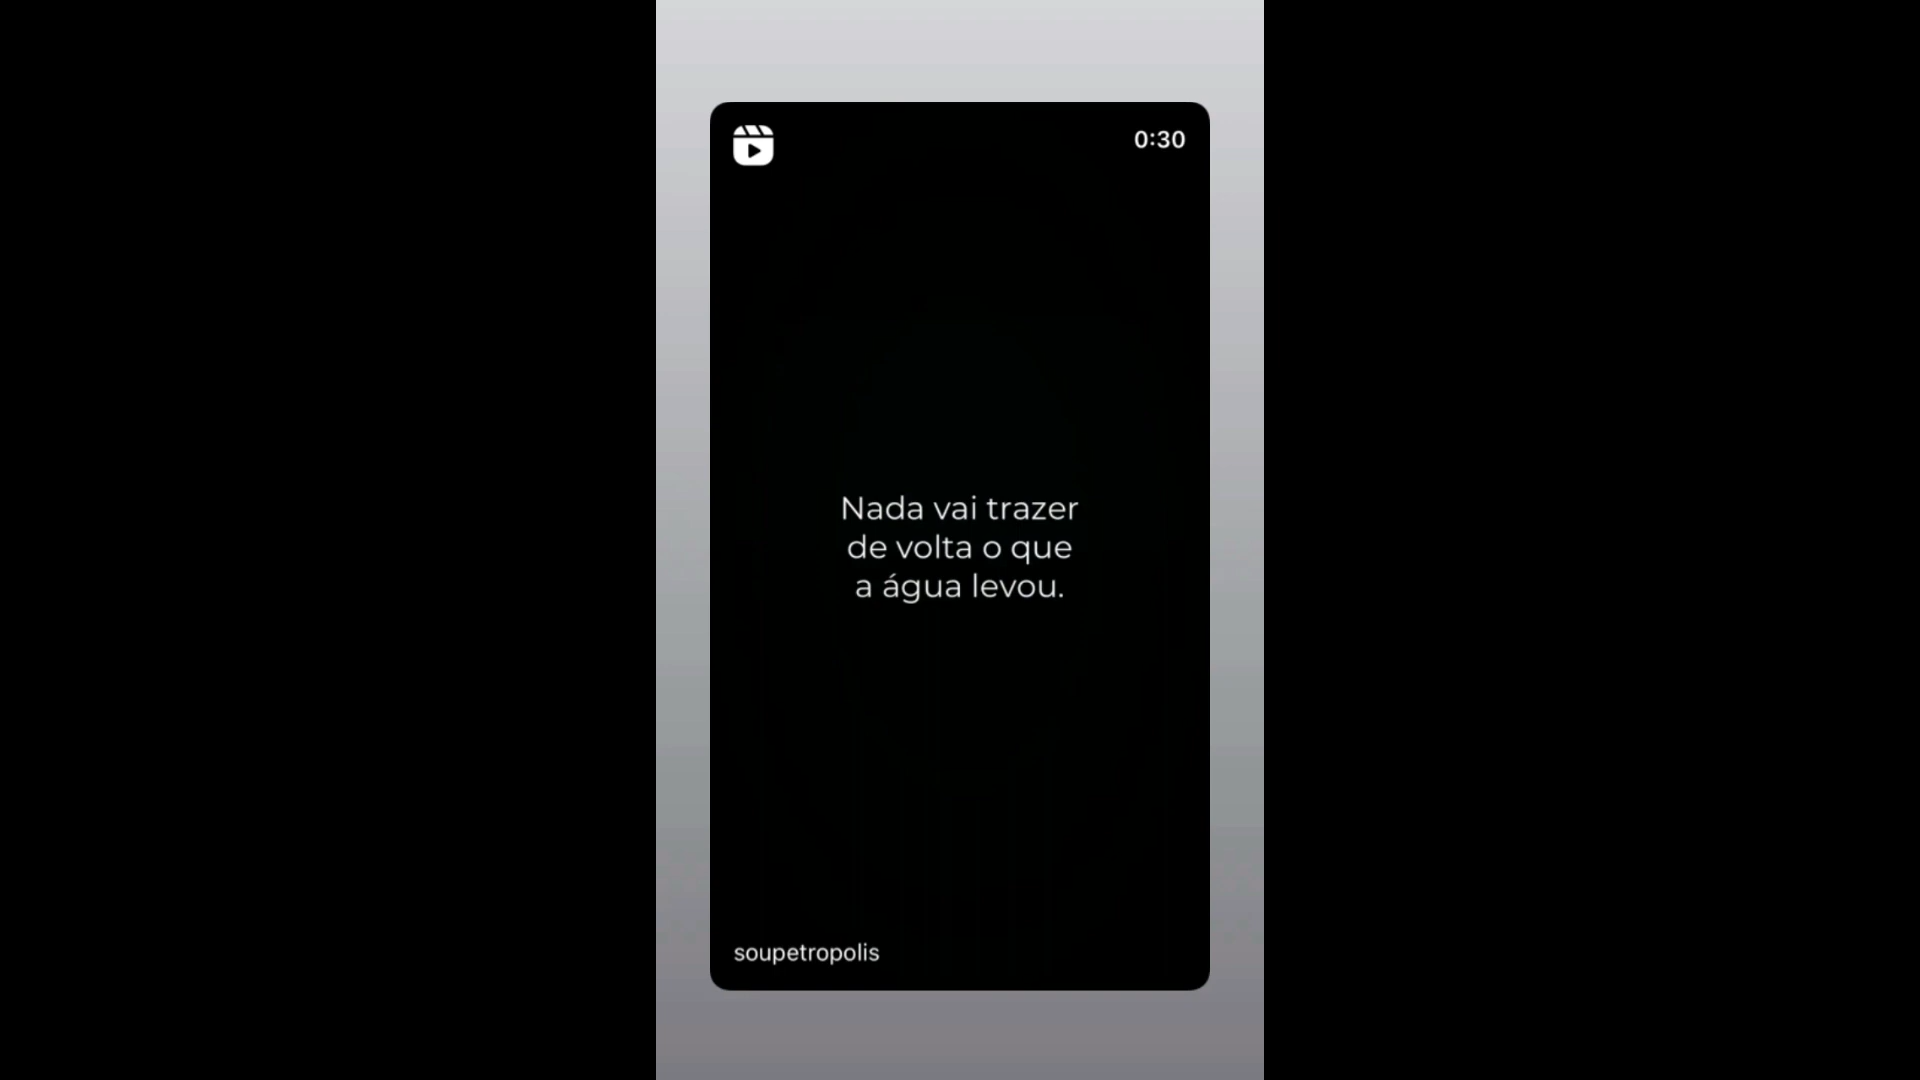 0:30
Nada vai trazer
de volta o que
a água levou.
soupetropolis